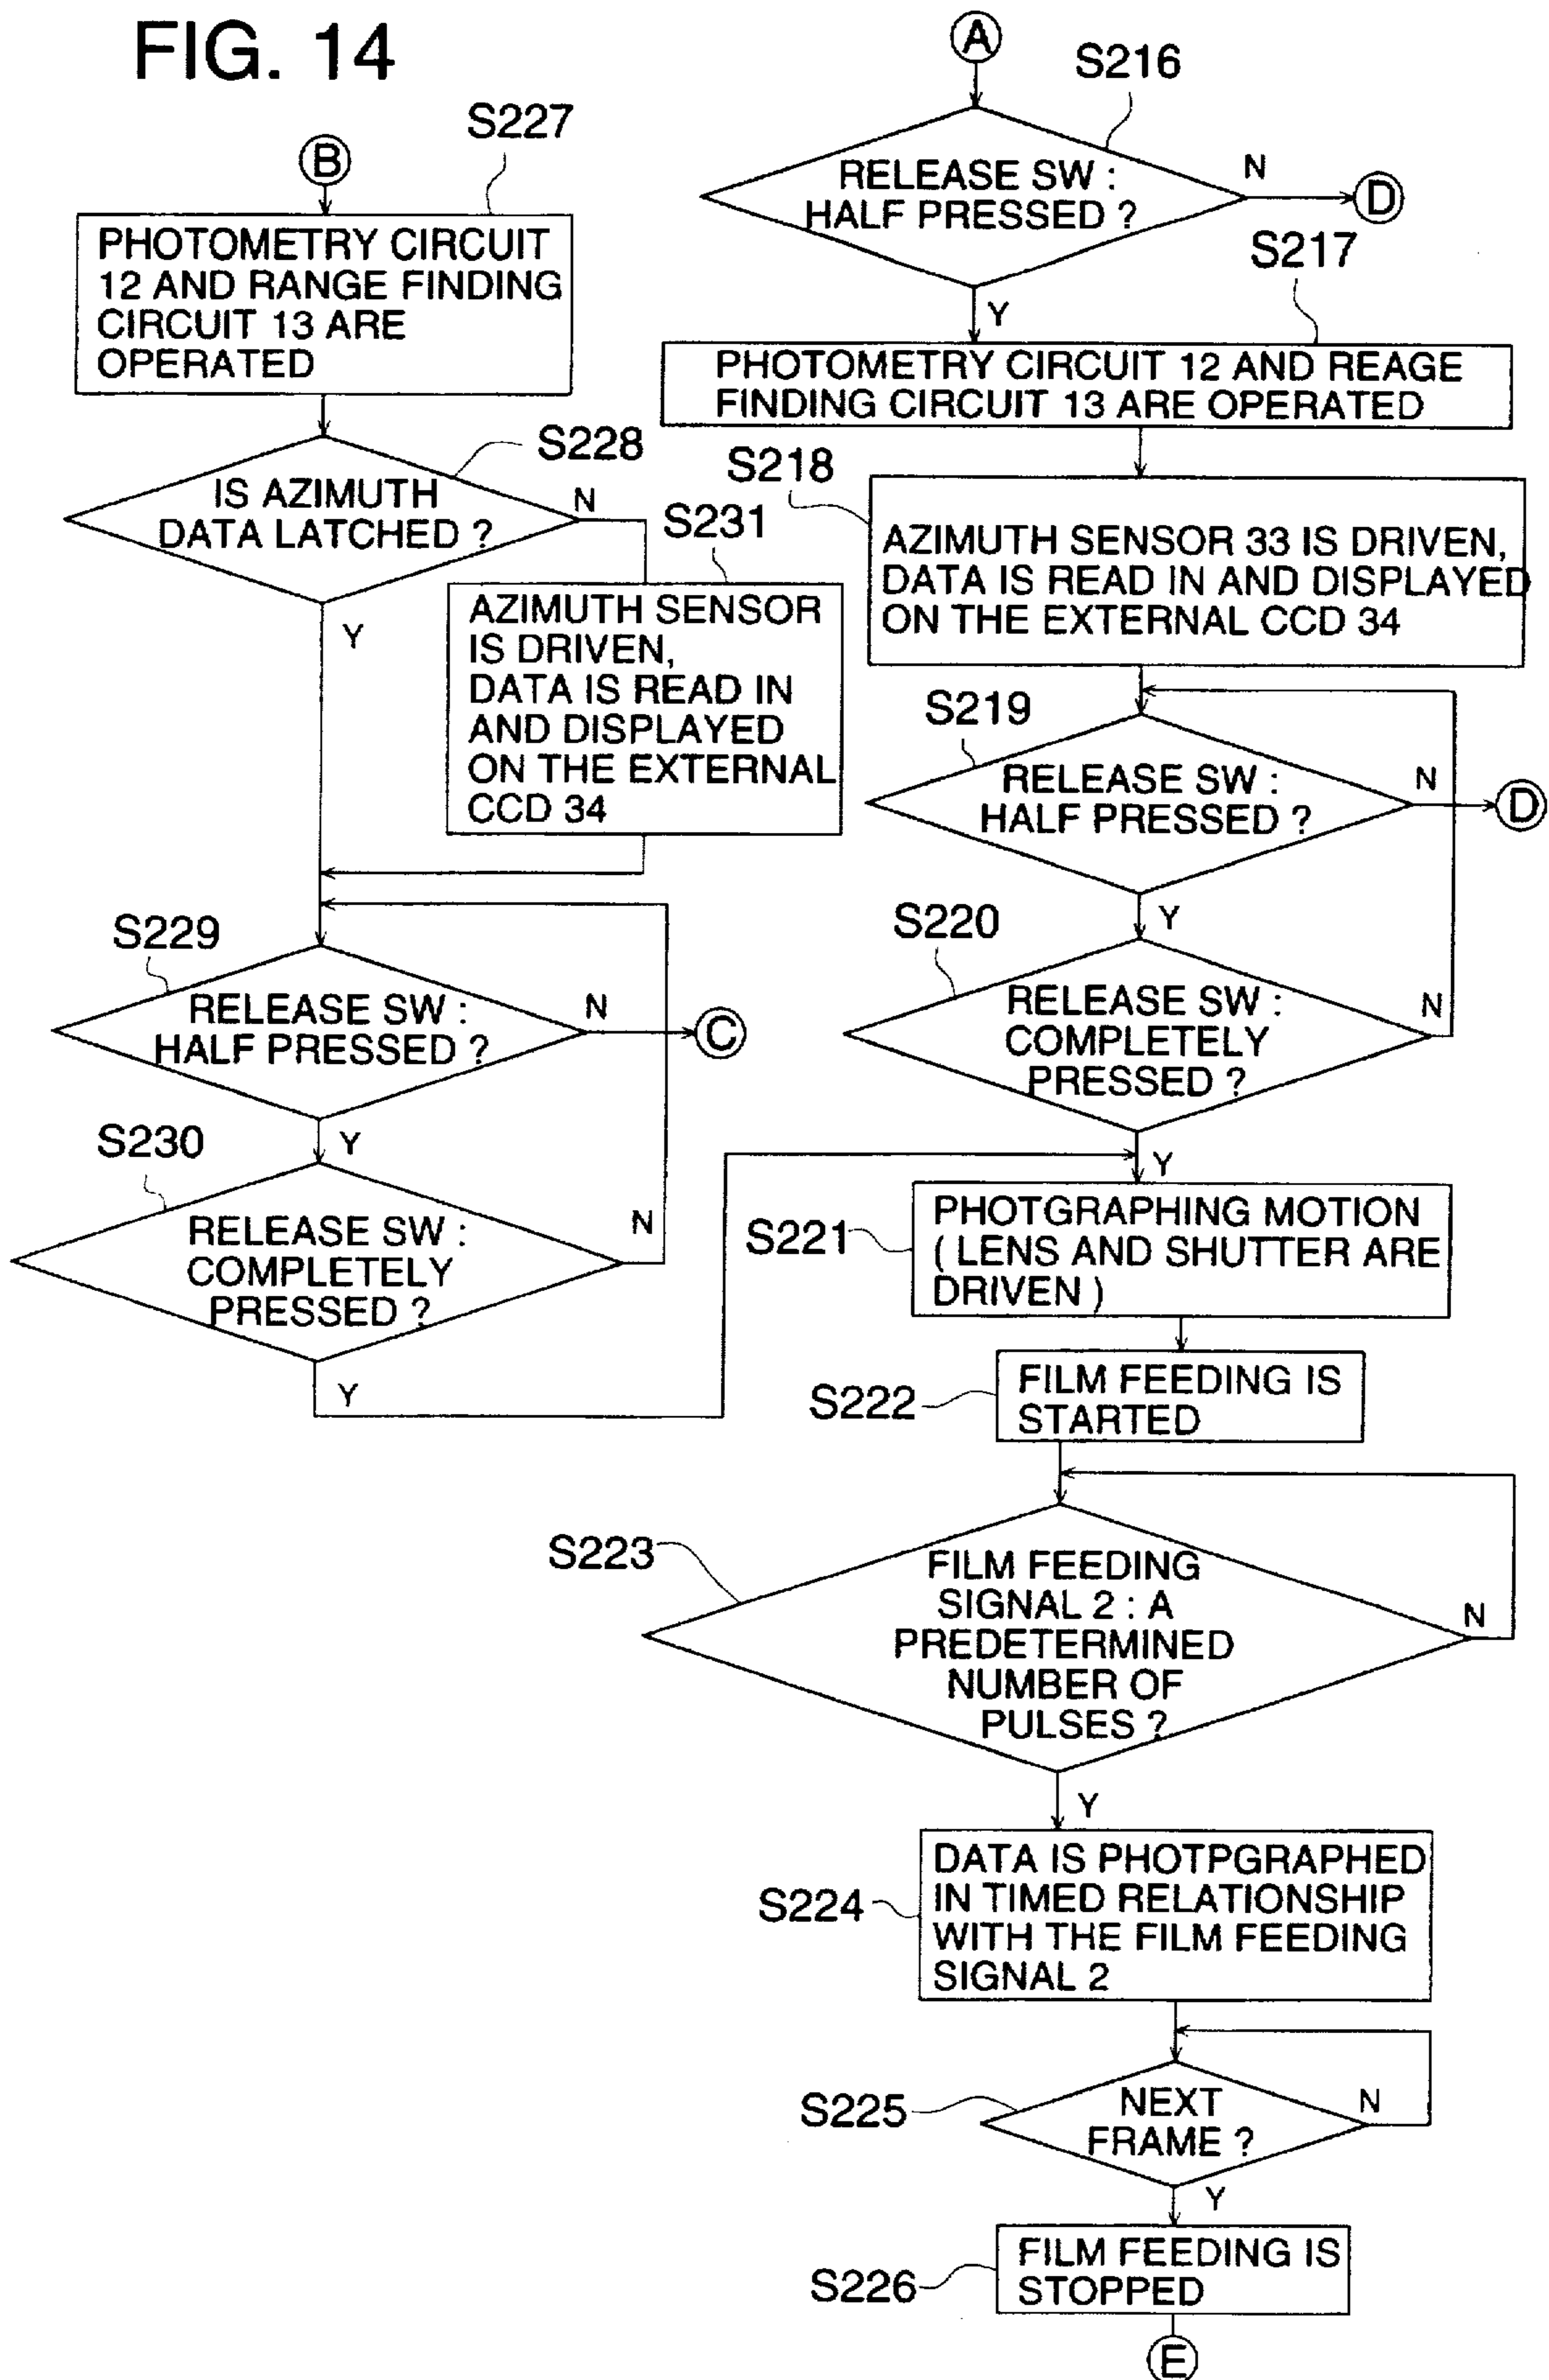 FIG. 14
B
S227
PHOTOMETRY CIRCUIT
12 AND RANGE FINDING
CIRCUIT 13 ARE
OPERATED
S228
IS AZIMUTH
DATA LATCHED ?
N
Y
S231
AZIMUTH SENSOR
IS DRIVEN,
DATA IS READ IN
AND DISPLAYED
ON THE EXTERNAL
CCD 34
S229
RELEASE SW :
HALF PRESSED ?
N
C
Y
S230
RELEASE SW :
COMPLETELY
PRESSED ?
N
Y
A
S216
RELEASE SW :
HALF PRESSED ?
N
D
Y
S217
PHOTOMETRY CIRCUIT 12 AND REAGE
FINDING CIRCUIT 13 ARE OPERATED
S218
AZIMUTH SENSOR 33 IS DRIVEN,
DATA IS READ IN AND DISPLAYED
ON THE EXTERNAL CCD 34
S219
RELEASE SW :
HALF PRESSED ?
N
D
Y
S220
RELEASE SW :
COMPLETELY
PRESSED ?
N
Y
S221
PHOTGRAPHING MOTION
( LENS AND SHUTTER ARE
DRIVEN )
S222
FILM FEEDING IS
STARTED
S223
FILM FEEDING
SIGNAL 2 : A
PREDETERMINED
NUMBER OF
PULSES ?
N
Y
S224
DATA IS PHOTPGRAPHED
IN TIMED RELATIONSHIP
WITH THE FILM FEEDING
SIGNAL 2
S225
NEXT
FRAME ?
N
Y
S226
FILM FEEDING IS
STOPPED
E